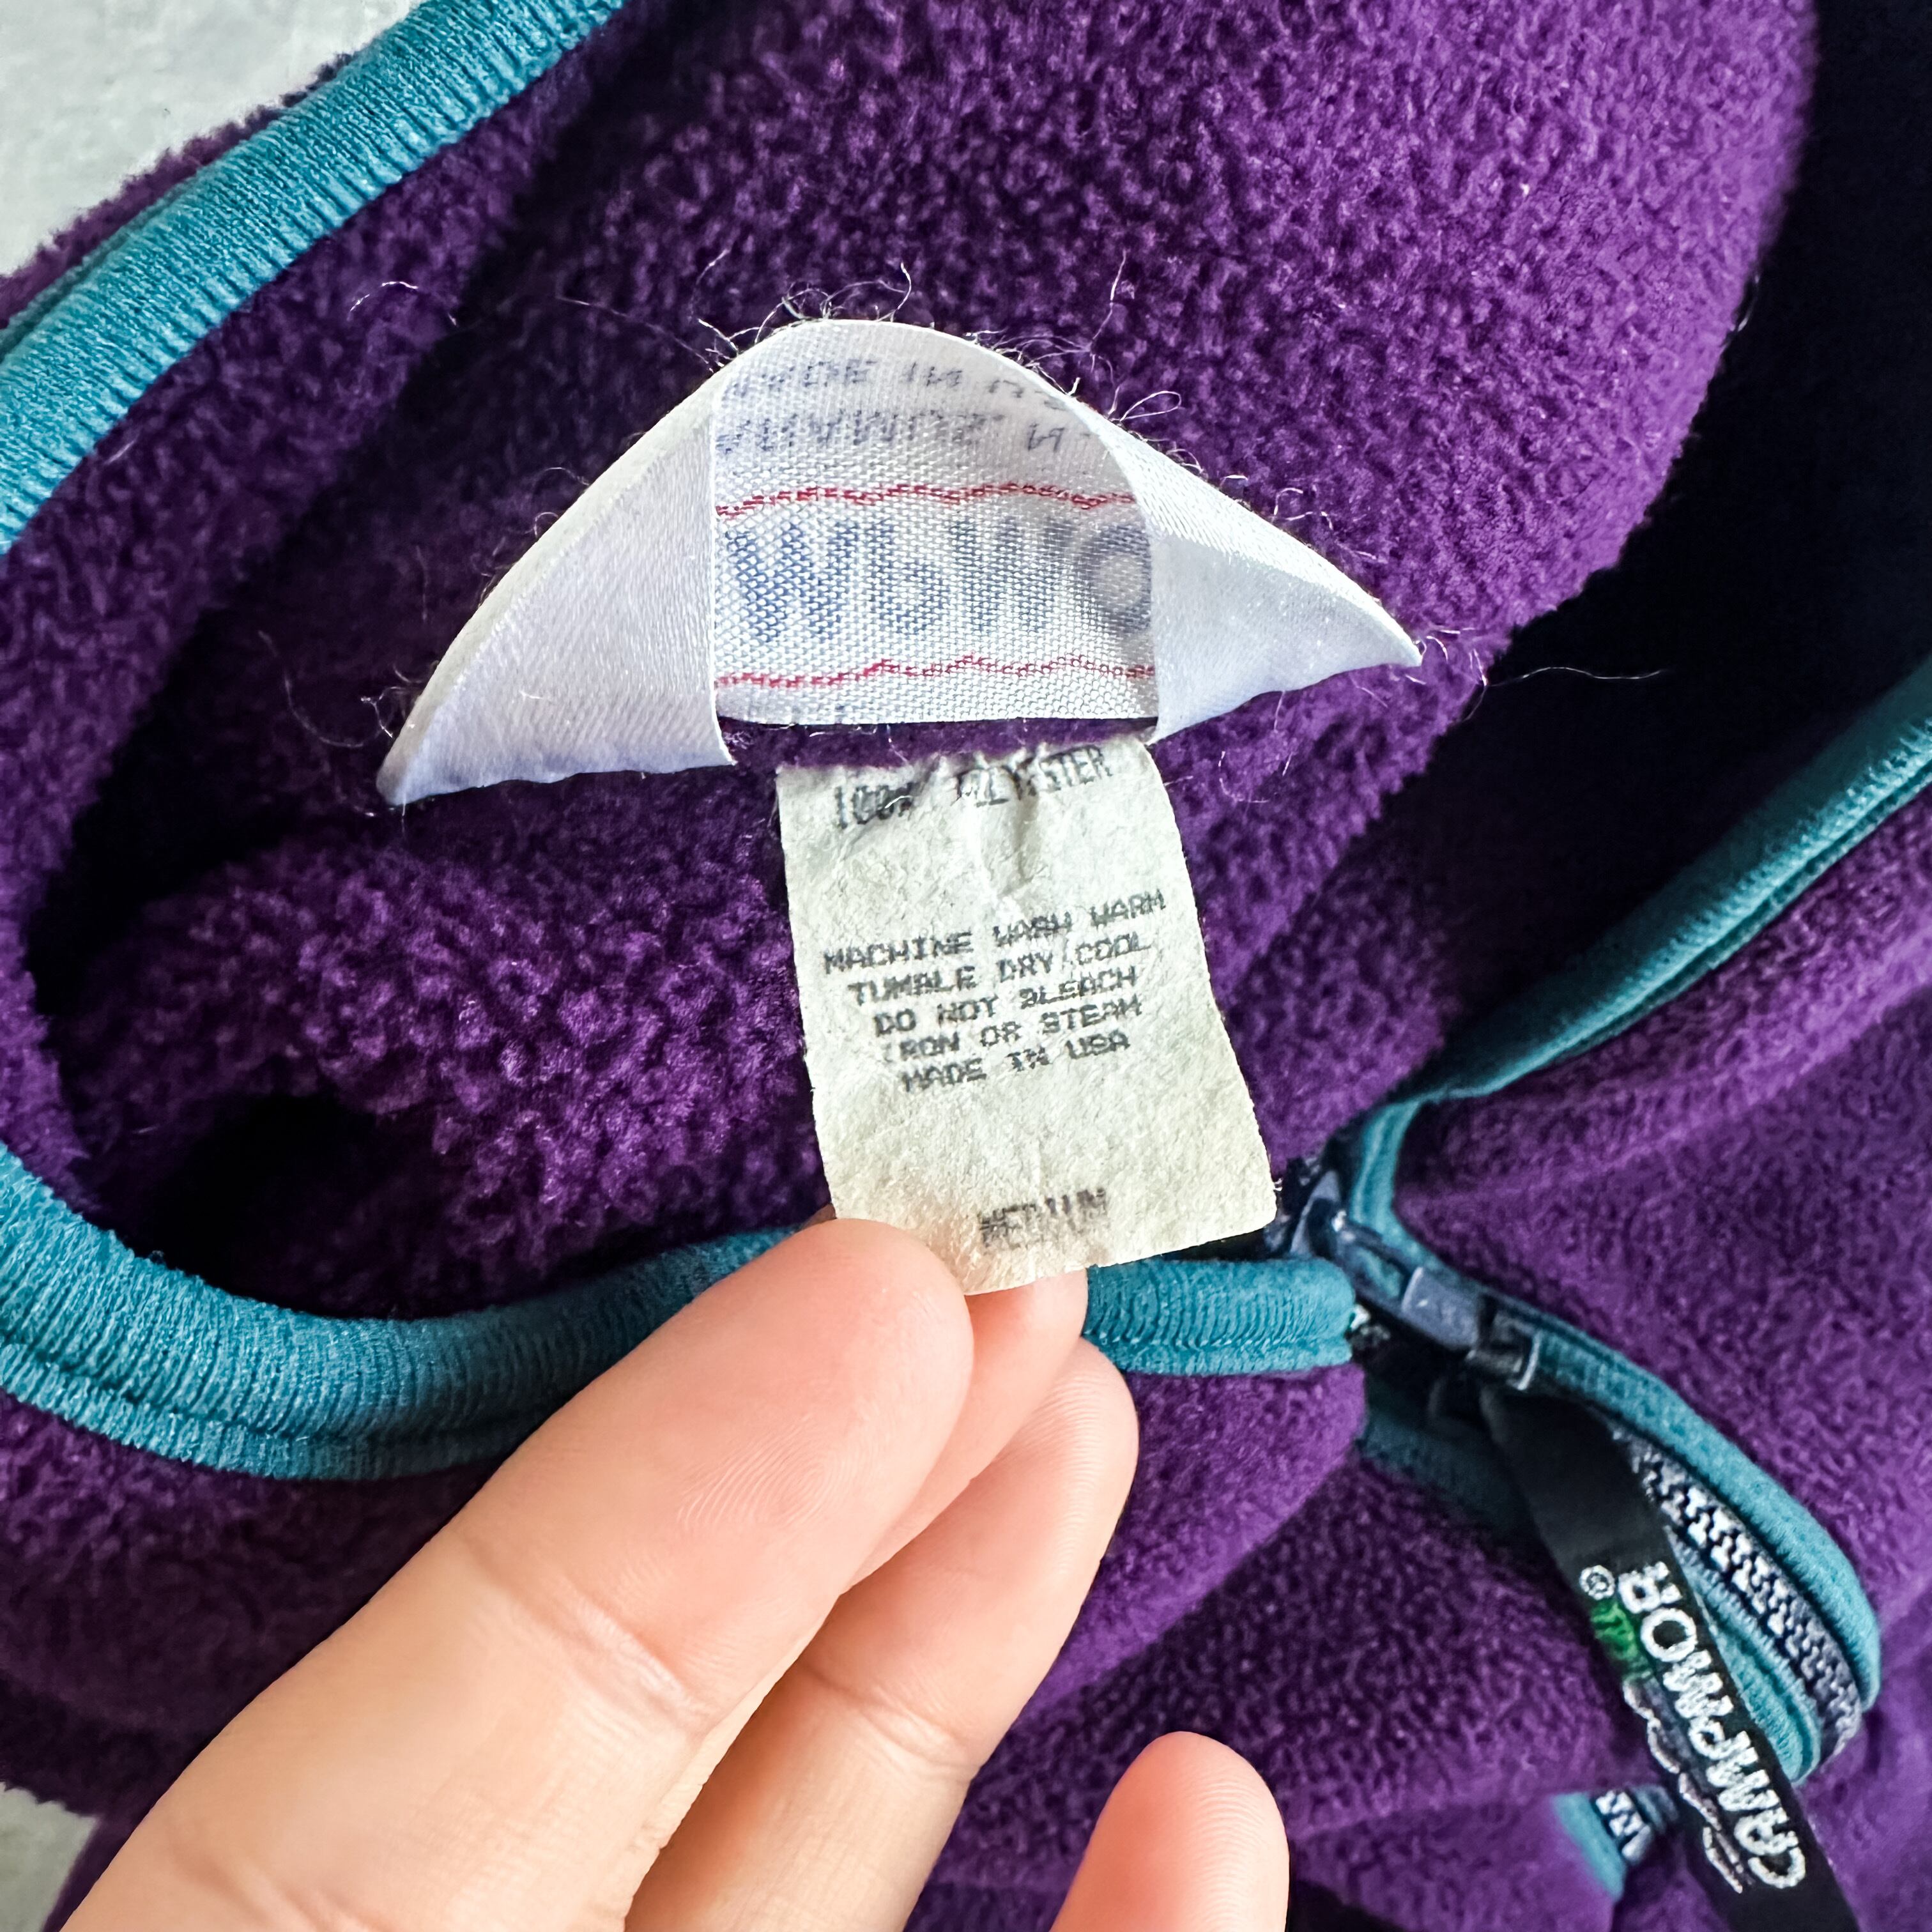 100% POLYESTER
MACHINE WASH WARM
TUMBLE DRY/COOL
DO NOT BLEACH
IRON OR STEAM
MADE IN USA
MEDIUM
CAMPMOR®